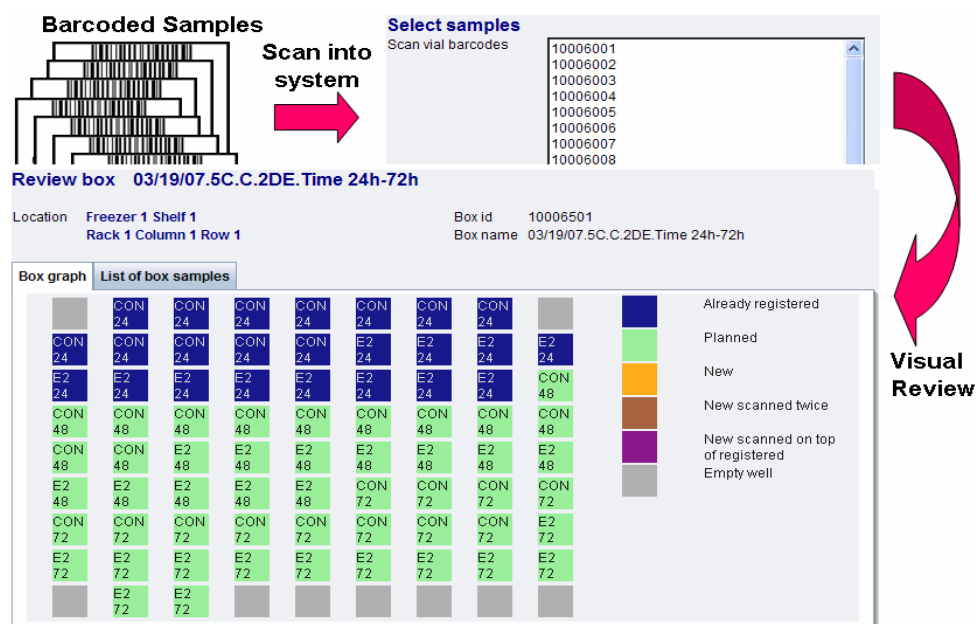 Barcoded Samples
Scan into
system
Select samples
Scan vial barcodes
10006001
10006002
10006003
10006004
10006005
10006006
10006007
10006008
Review box 03/19/07.5C.C.2DE.Time 24h-72h
Location Freezer 1 Shelf 1
Rack 1 Column 1 Row 1
Box id 10006501
Box name 03/19/07.5C.C.2DE.Time 24h-72h
Box graph List of box samples
CON CON CON CON CON CON CON
24 24 24 24 24 24 24
CON CON CON CON CON E2 E2 E2 E2
24 24 24 24 24 24 24 24 24
E2 E2 E2 E2 E2 E2 E2 E2 CON
24 24 24 24 24 24 24 24 48
CON CON CON CON CON CON CON CON CON
48 48 48 48 48 48 48 48 48
CON CON E2 E2 E2 E2 E2 E2 E2
48 48 48 48 48 48 48 48 48
E2 E2 E2 E2 E2 CON CON CON CON
48 48 48 48 48 72 72 72 72
CON CON CON CON CON CON CON CON E2
72 72 72 72 72 72 72 72 72
E2 E2 E2 E2 E2 E2 E2 E2 E2
72 72 72 72 72 72 72 72 72
E2 E2
72 72
Already registered
Planned
New
New scanned twice
New scanned on top
of registered
Empty well
Visual
Review